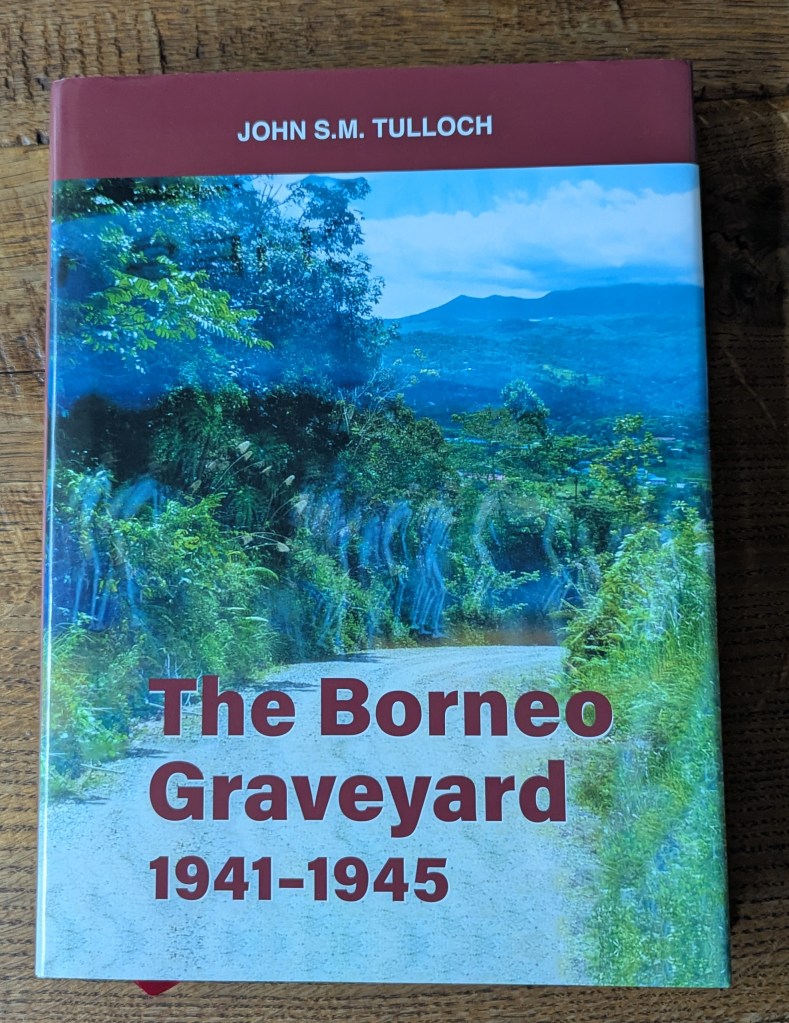 JOHN S.M. TULLOCH
The Borneo
Graveyard
1941–1945